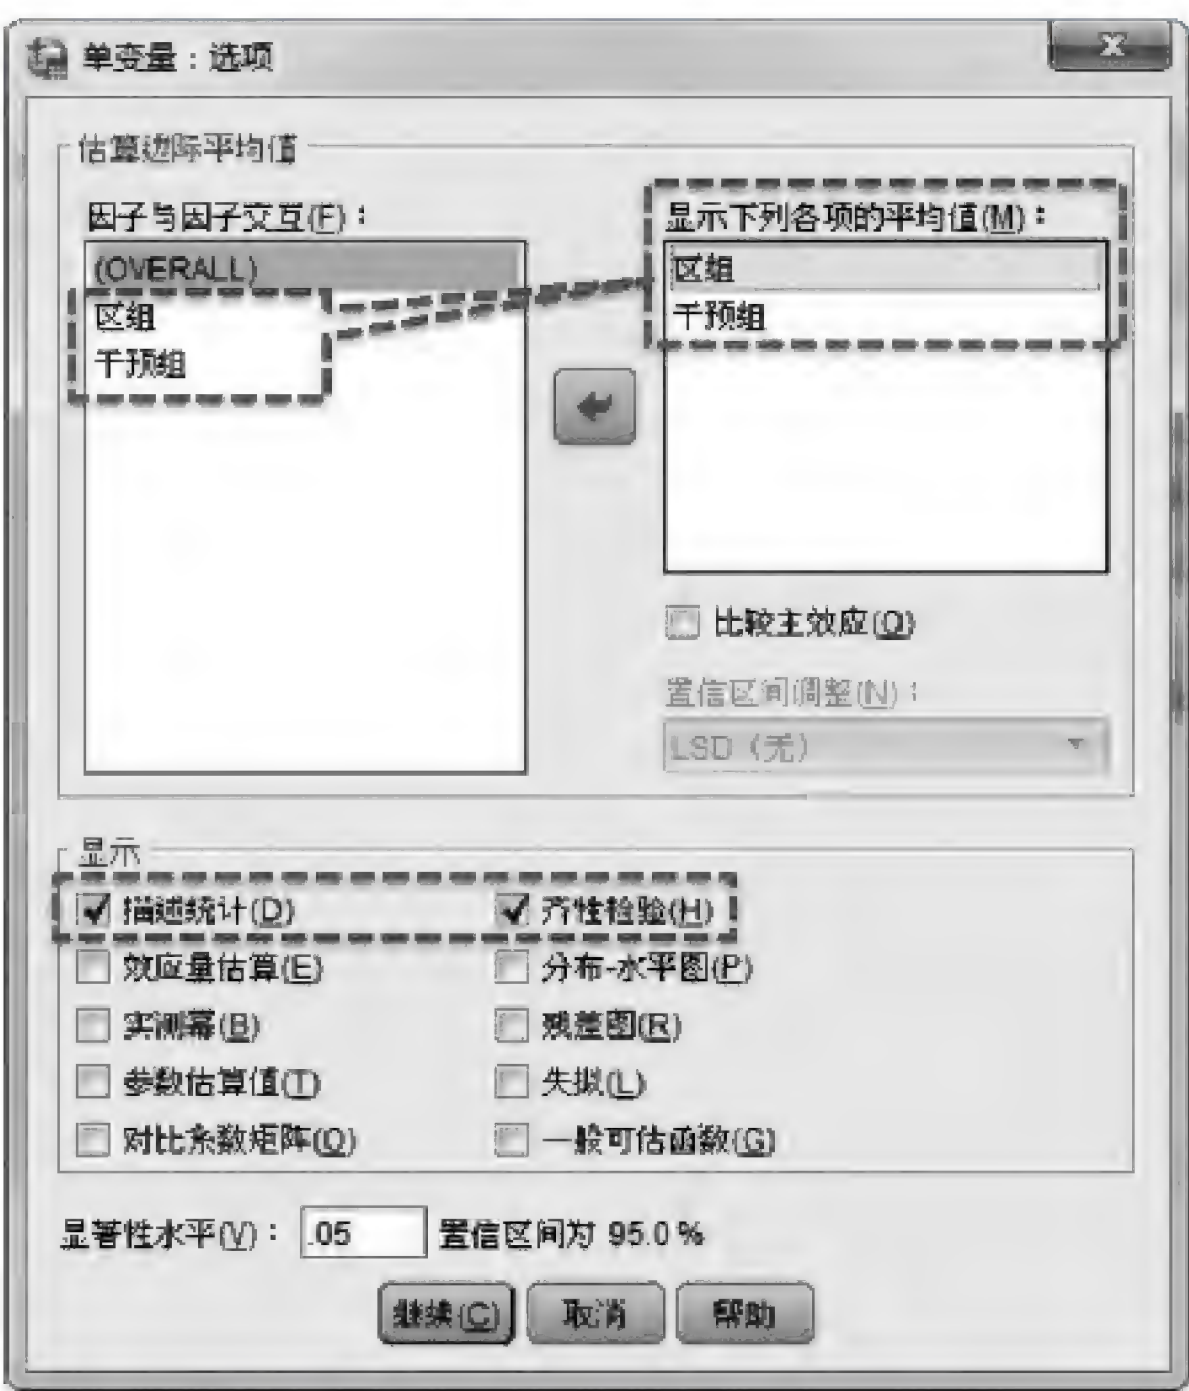 单变量：选项
估算边际平均值
因子与因子交互(F)：
(OVERALL)
区组
干预组
显示下列各项的平均值(M)：
区组
干预组
比较主效应(O)
置信区间调整(N)：
LSD（无）
显示
描述统计(D)
齐性检验(H)
效应量估算(E)
分布-水平图(P)
实测幂(B)
残差图(R)
参数估算值(T)
失拟(L)
对比系数矩阵(O)
一般可估函数(G)
显著性水平(V)： .05 置信区间为 95.0 %
继续(C) 取消 帮助